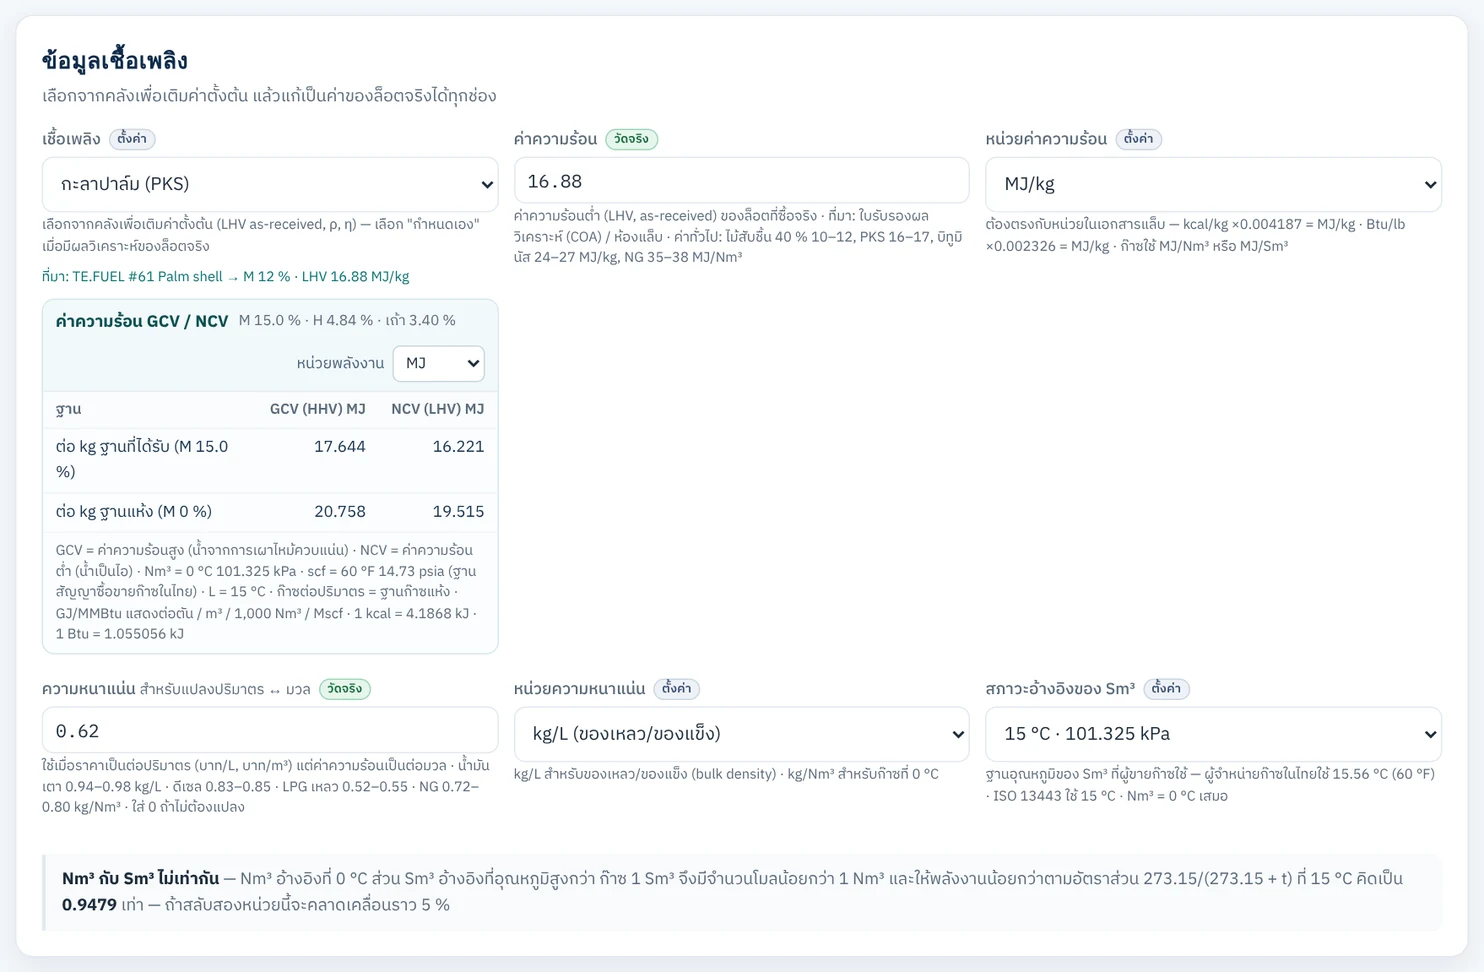 ข้อมูลเชื้อเพลิง
เลือกจากคลังเพื่อเติมค่าตั้งต้น แล้วแก้เป็นค่าของล็อตจริงได้ทุกช่อง
เชื้อเพลิง ตั้งค่า
กะลาปาล์ม (PKS)
เลือกจากคลังเพื่อเติมค่าตั้งต้น (LHV as-received, ρ, η) — เลือก "กำหนดเอง"
เมื่อมีผลวิเคราะห์ของล็อตจริง
ที่มา: TE.FUEL #61 Palm shell → M 12 % · LHV 16.88 MJ/kg
ค่าความร้อน วัดจริง
16.88
ค่าความร้อนต่ำ (LHV, as-received) ของล็อตที่ซื้อจริง · ที่มา: ใบรับรองผล
วิเคราะห์ (COA) / ห้องแล็บ · ค่าทั่วไป: ไม้สับชื้น 40 % 10–12, PKS 16–17, บิทูมิ
นัส 24–27 MJ/kg, NG 35–38 MJ/Nm³
หน่วยค่าความร้อน ตั้งค่า
MJ/kg
ต้องตรงกับหน่วยในเอกสารแล็บ — kcal/kg ×0.004187 = MJ/kg · Btu/lb
×0.002326 = MJ/kg · ก๊าซใช้ MJ/Nm³ หรือ MJ/Sm³
ค่าความร้อน GCV / NCV M 15.0 % · H 4.84 % · เถ้า 3.40 %
หน่วยพลังงาน MJ
ฐาน GCV (HHV) MJ NCV (LHV) MJ
ต่อ kg ฐานที่ได้รับ (M 15.0 17.644 16.221
%)
ต่อ kg ฐานแห้ง (M 0 %) 20.758 19.515
GCV = ค่าความร้อนสูง (น้ำจากการเผาไหม้ควบแน่น) · NCV = ค่าความร้อน
ต่ำ (น้ำเป็นไอ) · Nm³ = 0 °C 101.325 kPa · scf = 60 °F 14.73 psia (ฐาน
สัญญาซื้อขายก๊าซในไทย) · L = 15 °C · ก๊าซต่อปริมาตร = ฐานก๊าซแห้ง ·
GJ/MMBtu แสดงต่อตัน / m³ / 1,000 Nm³ / Mscf · 1 kcal = 4.1868 kJ ·
1 Btu = 1.055056 kJ
ความหนาแน่น สำหรับแปลงปริมาตร ↔ มวล วัดจริง
0.62
ใช้เมื่อราคาเป็นต่อปริมาตร (บาท/L, บาท/m³) แต่ค่าความร้อนเป็นต่อมวล · น้ำมัน
เตา 0.94–0.98 kg/L · ดีเซล 0.83–0.85 · LPG เหลว 0.52–0.55 · NG 0.72–
0.80 kg/Nm³ · ใส่ 0 ถ้าไม่ต้องแปลง
หน่วยความหนาแน่น ตั้งค่า
kg/L (ของเหลว/ของแข็ง)
kg/L สำหรับของเหลว/ของแข็ง (bulk density) · kg/Nm³ สำหรับก๊าซที่ 0 °C
สภาวะอ้างอิงของ Sm³ ตั้งค่า
15 °C · 101.325 kPa
ฐานอุณหภูมิของ Sm³ ที่ผู้ขายก๊าซใช้ — ผู้จำหน่ายก๊าซในไทยใช้ 15.56 °C (60 °F)
· ISO 13443 ใช้ 15 °C · Nm³ = 0 °C เสมอ
Nm³ กับ Sm³ ไม่เท่ากัน — Nm³ อ้างอิงที่ 0 °C ส่วน Sm³ อ้างอิงที่อุณหภูมิสูงกว่า ก๊าซ 1 Sm³ จึงมีจำนวนโมลน้อยกว่า 1 Nm³ และให้พลังงานน้อยกว่าตามอัตราส่วน 273.15/(273.15 + t) ที่ 15 °C คิดเป็น
0.9479 เท่า — ถ้าสลับสองหน่วยนี้จะคลาดเคลื่อนราว 5 %